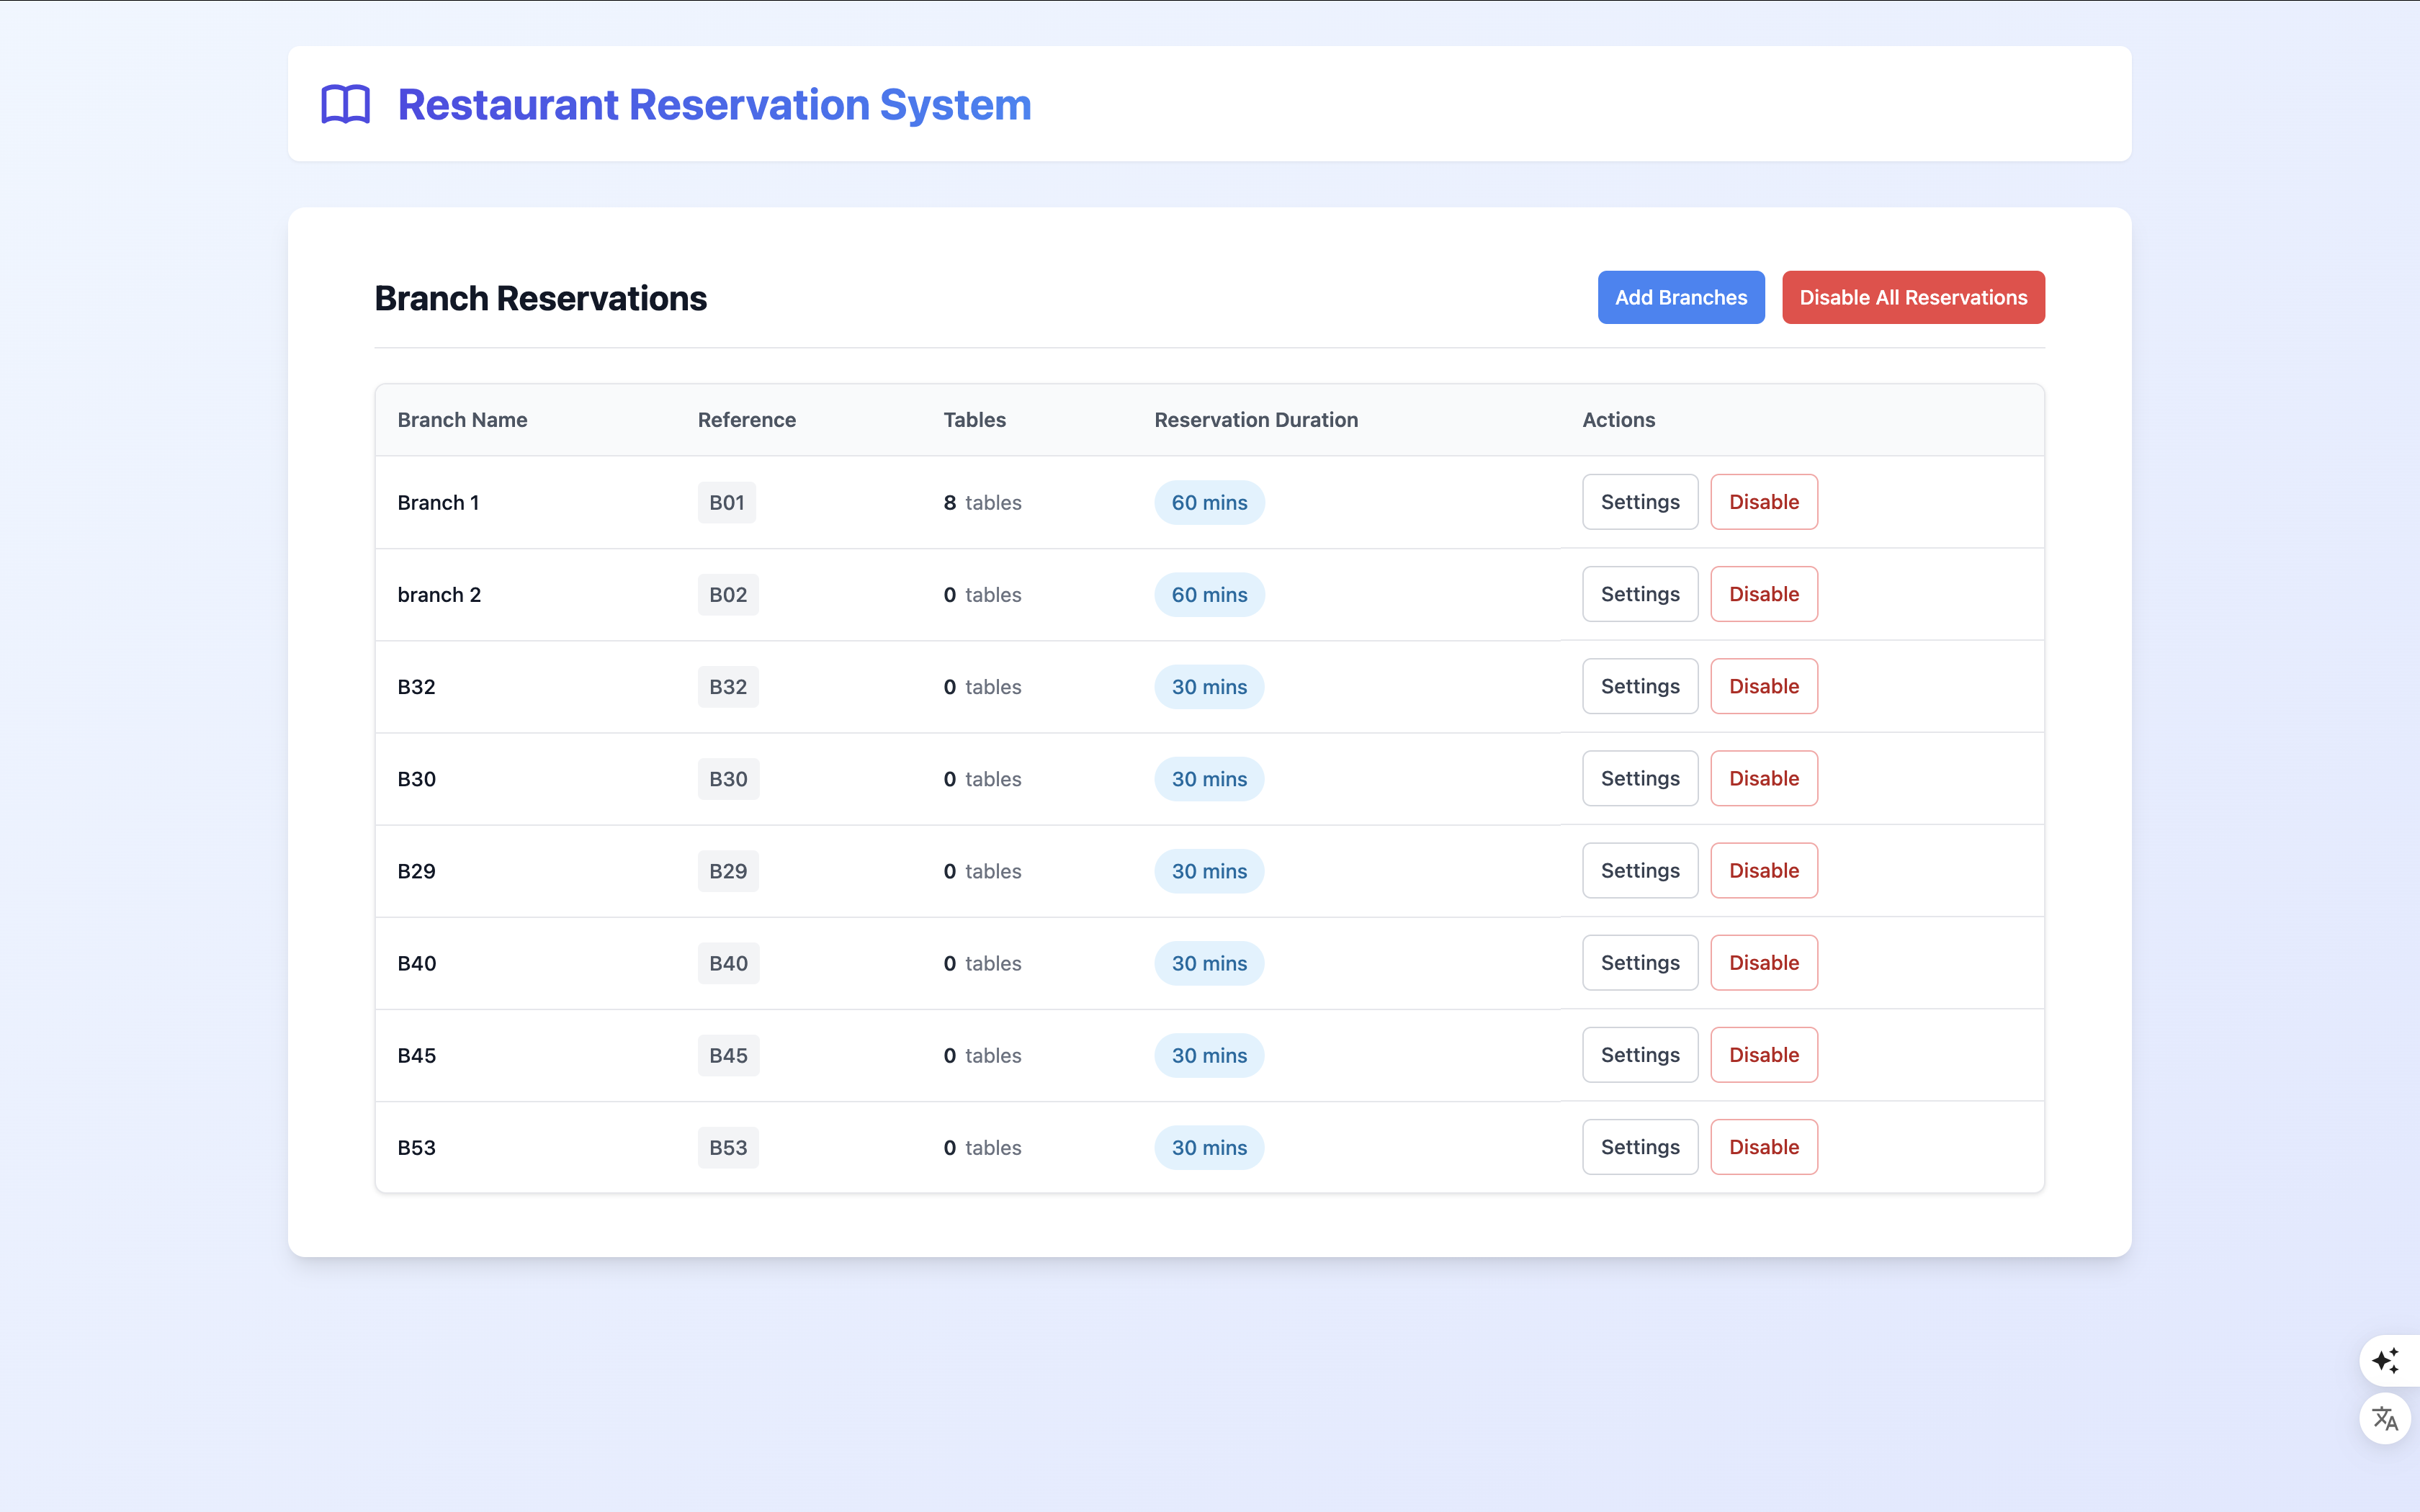 Restaurant Reservation System
Branch Reservations Add Branches Disable All Reservations
Branch Name Reference Tables Reservation Duration Actions
Branch 1 B01 8 tables 60 mins Settings Disable
branch 2 B02 0 tables 60 mins Settings Disable
B32 B32 0 tables 30 mins Settings Disable
B30 B30 0 tables 30 mins Settings Disable
B29 B29 0 tables 30 mins Settings Disable
B40 B40 0 tables 30 mins Settings Disable
B45 B45 0 tables 30 mins Settings Disable
B53 B53 0 tables 30 mins Settings Disable